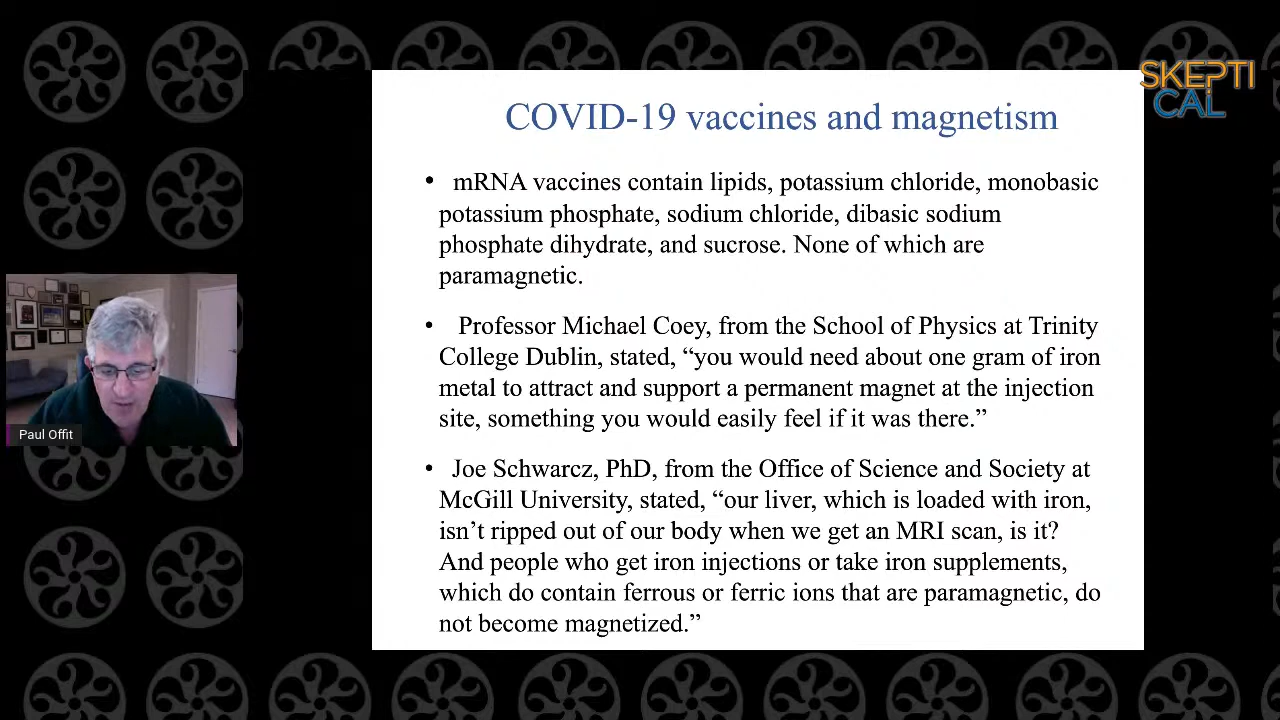 SKEPTI
CAL
COVID-19 vaccines and magnetism
• mRNA vaccines contain lipids, potassium chloride, monobasic
potassium phosphate, sodium chloride, dibasic sodium
phosphate dihydrate, and sucrose. None of which are
paramagnetic.
• Professor Michael Coey, from the School of Physics at Trinity
College Dublin, stated, “you would need about one gram of iron
metal to attract and support a permanent magnet at the injection
site, something you would easily feel if it was there.”
• Joe Schwarcz, PhD, from the Office of Science and Society at
McGill University, stated, “our liver, which is loaded with iron,
isn’t ripped out of our body when we get an MRI scan, is it?
And people who get iron injections or take iron supplements,
which do contain ferrous or ferric ions that are paramagnetic, do
not become magnetized.”
Paul Offit